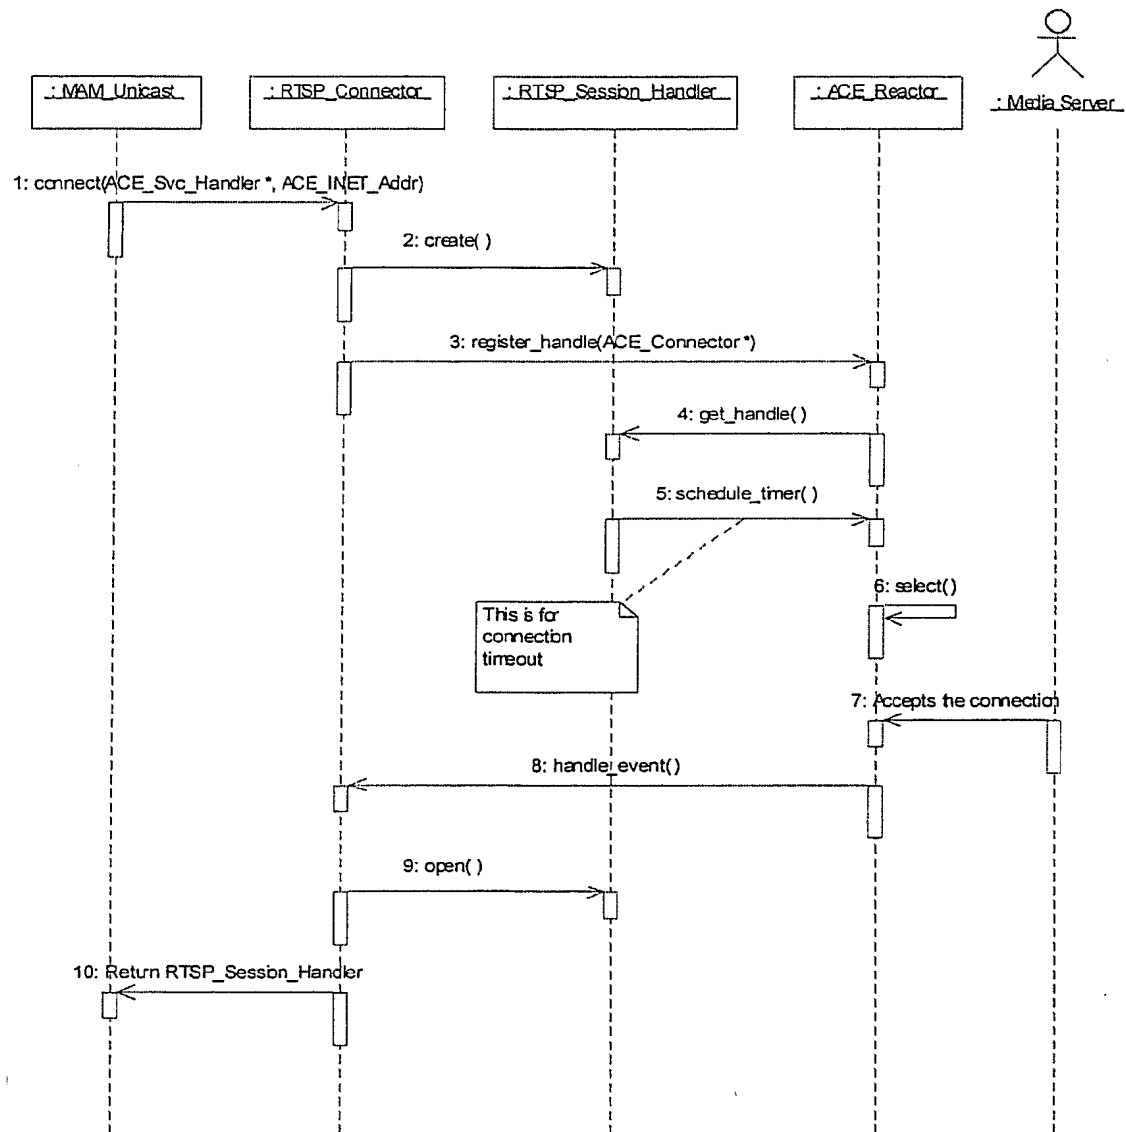 : MAM_Unicast
: RTSP_Connector
: RTSP_Session_Handler
: ACE_Reactor
: Media Server
1: connect(ACE_Svc_Handler *, ACE_INET_Addr)
2: create( )
3: register_handle(ACE_Connector *)
4: get_handle( )
5: schedule_timer( )
6: select()
This is for
connection
timeout
7: Accepts the connection
8: handle_event()
9: open( )
10: Return RTSP_Session_Handler